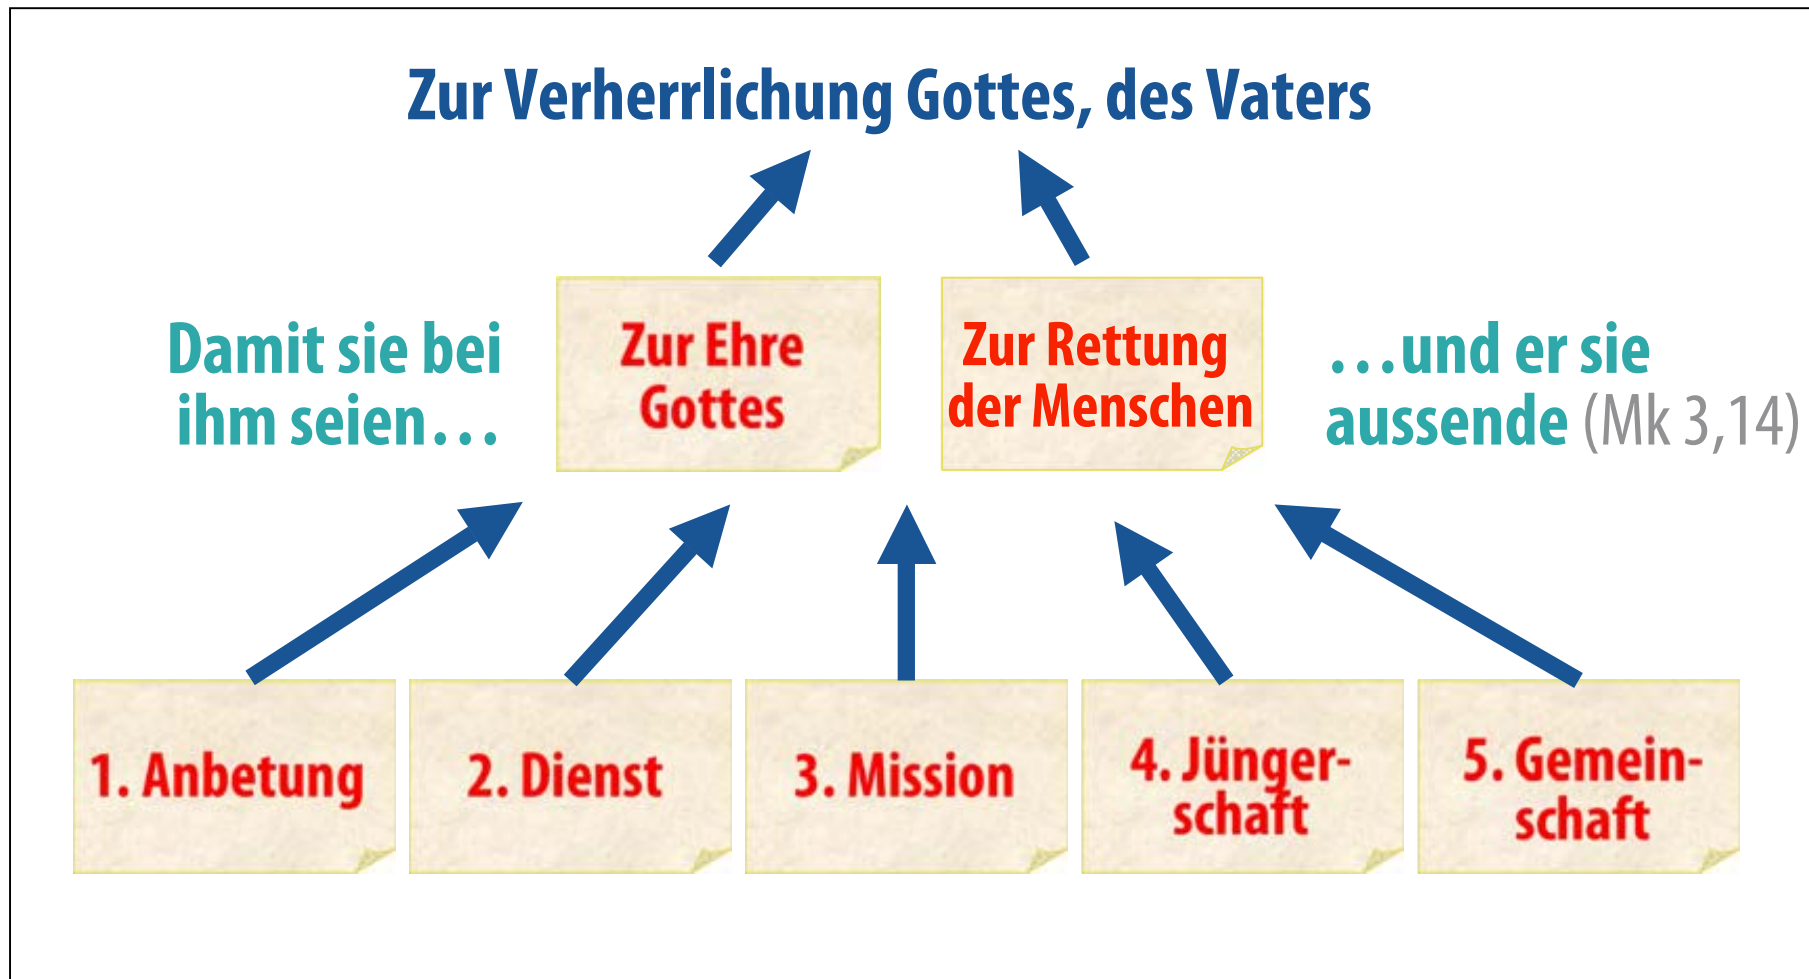 Zur Verherrlichung Gottes, des Vaters
Damit sie bei
ihm seien...
Zur Ehre
Gottes
Zur Rettung
der Menschen
...und er sie
aussende (Mk 3,14)
1. Anbetung
2. Dienst
3. Mission
4. Jünger-
schaft
5. Gemein-
schaft